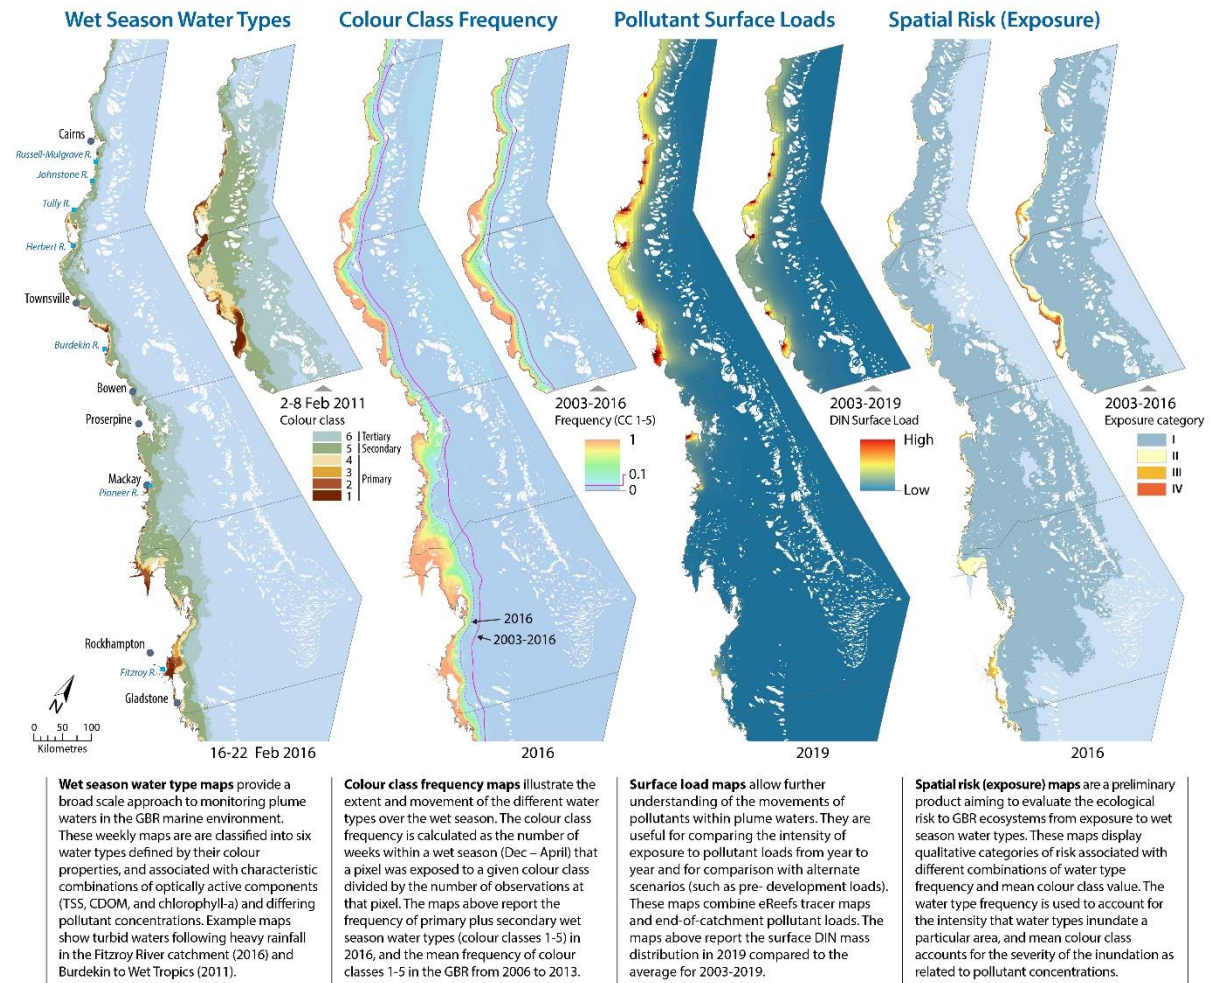 Wet Season Water Types
Colour Class Frequency
Pollutant Surface Loads
Spatial Risk (Exposure)
Cairns
Russell-Mulgrave R.
Johnstone R.
Tully R.
Herbert R.
Townsville
Burdekin R.
Bowen
Proserpine
Mackay
Pioneer R.
Rockhampton
Fitzroy R.
Gladstone
N
0 50 100
Kilometres
2-8 Feb 2011
Colour class
6 Tertiary
5 Secondary
4
3
2 Primary
1
16-22 Feb 2016
2003-2016
Frequency (CC 1-5)
1
0.1
0
2016
2003-2016
2016
2003-2019
DIN Surface Load
High
Low
2019
2003-2016
Exposure category
I
II
III
IV
2016
Wet season water type maps provide a
broad scale approach to monitoring plume
waters in the GBR marine environment.
These weekly maps are are classified into six
water types defined by their colour
properties, and associated with characteristic
combinations of optically active components
(TSS, CDOM, and chlorophyll-a) and differing
pollutant concentrations. Example maps
show turbid waters following heavy rainfall
in the Fitzroy River catchment (2016) and
Burdekin to Wet Tropics (2011).
Colour class frequency maps illustrate the
extent and movement of the different water
types over the wet season. The colour class
frequency is calculated as the number of
weeks within a wet season (Dec – April) that
a pixel was exposed to a given colour class
divided by the number of observations at
that pixel. The maps above report the
frequency of primary plus secondary wet
season water types (colour classes 1-5) in
2016, and the mean frequency of colour
classes 1-5 in the GBR from 2006 to 2013.
Surface load maps allow further
understanding of the movements of
pollutants within plume waters. They are
useful for comparing the intensity of
exposure to pollutant loads from year to
year and for comparison with alternate
scenarios (such as pre- development loads).
These maps combine eReefs tracer maps
and end-of-catchment pollutant loads. The
maps above report the surface DIN mass
distribution in 2019 compared to the
average for 2003-2019.
Spatial risk (exposure) maps are a preliminary
product aiming to evaluate the ecological
risk to GBR ecosystems from exposure to wet
season water types. These maps display
qualitative categories of risk associated with
different combinations of water type
frequency and mean colour class value. The
water type frequency is used to account for
the intensity that water types inundate a
particular area, and mean colour class
accounts for the severity of the inundation as
related to pollutant concentrations.